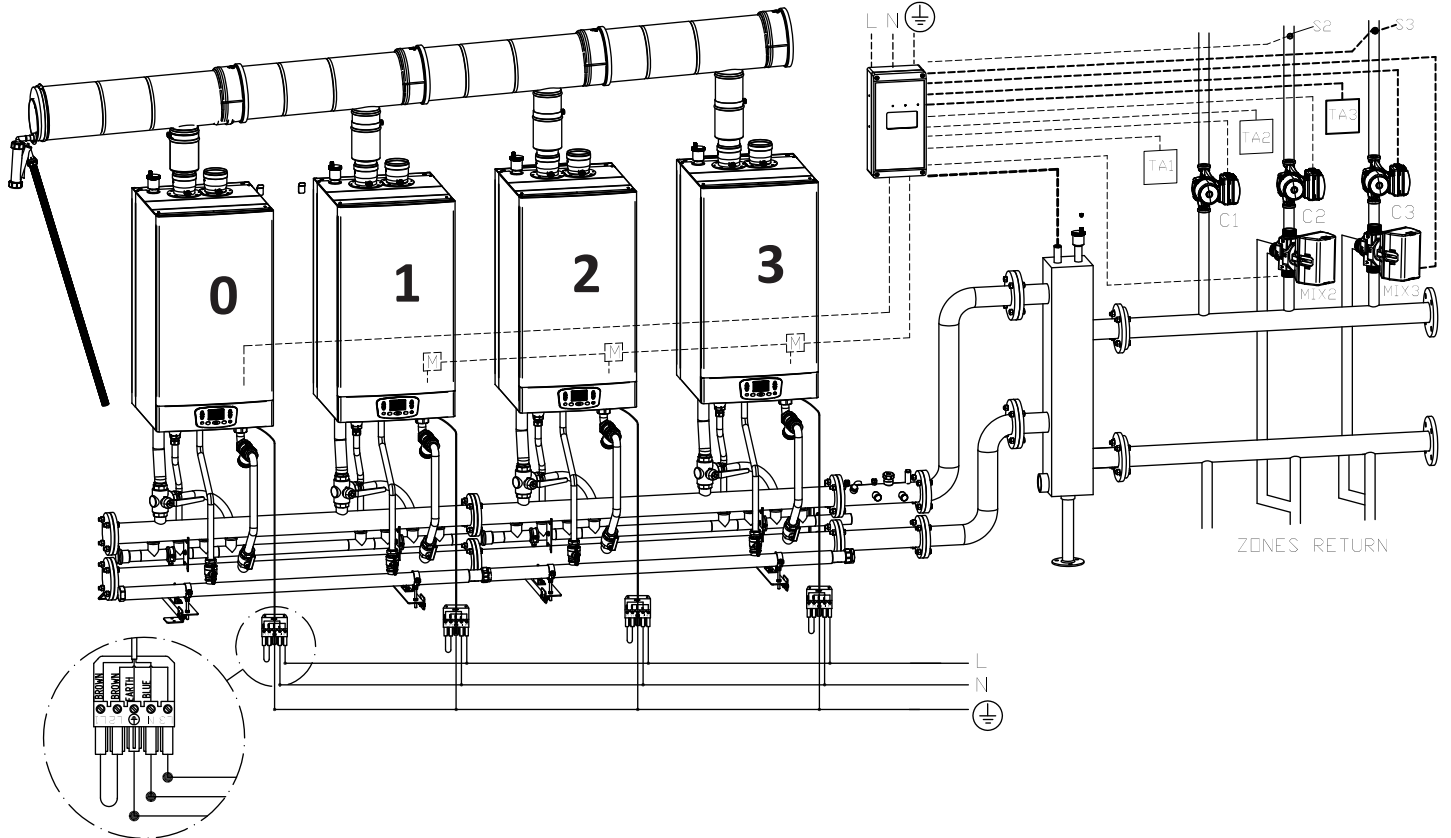 L N
S2
S3
TA3
TA2
TA1
C1
C2
C3
MIX2
MIX3
0
1
2
3
M
M
M
ZONES RETURN
L
N
BROWN
BROWN
EARTH
BLUE